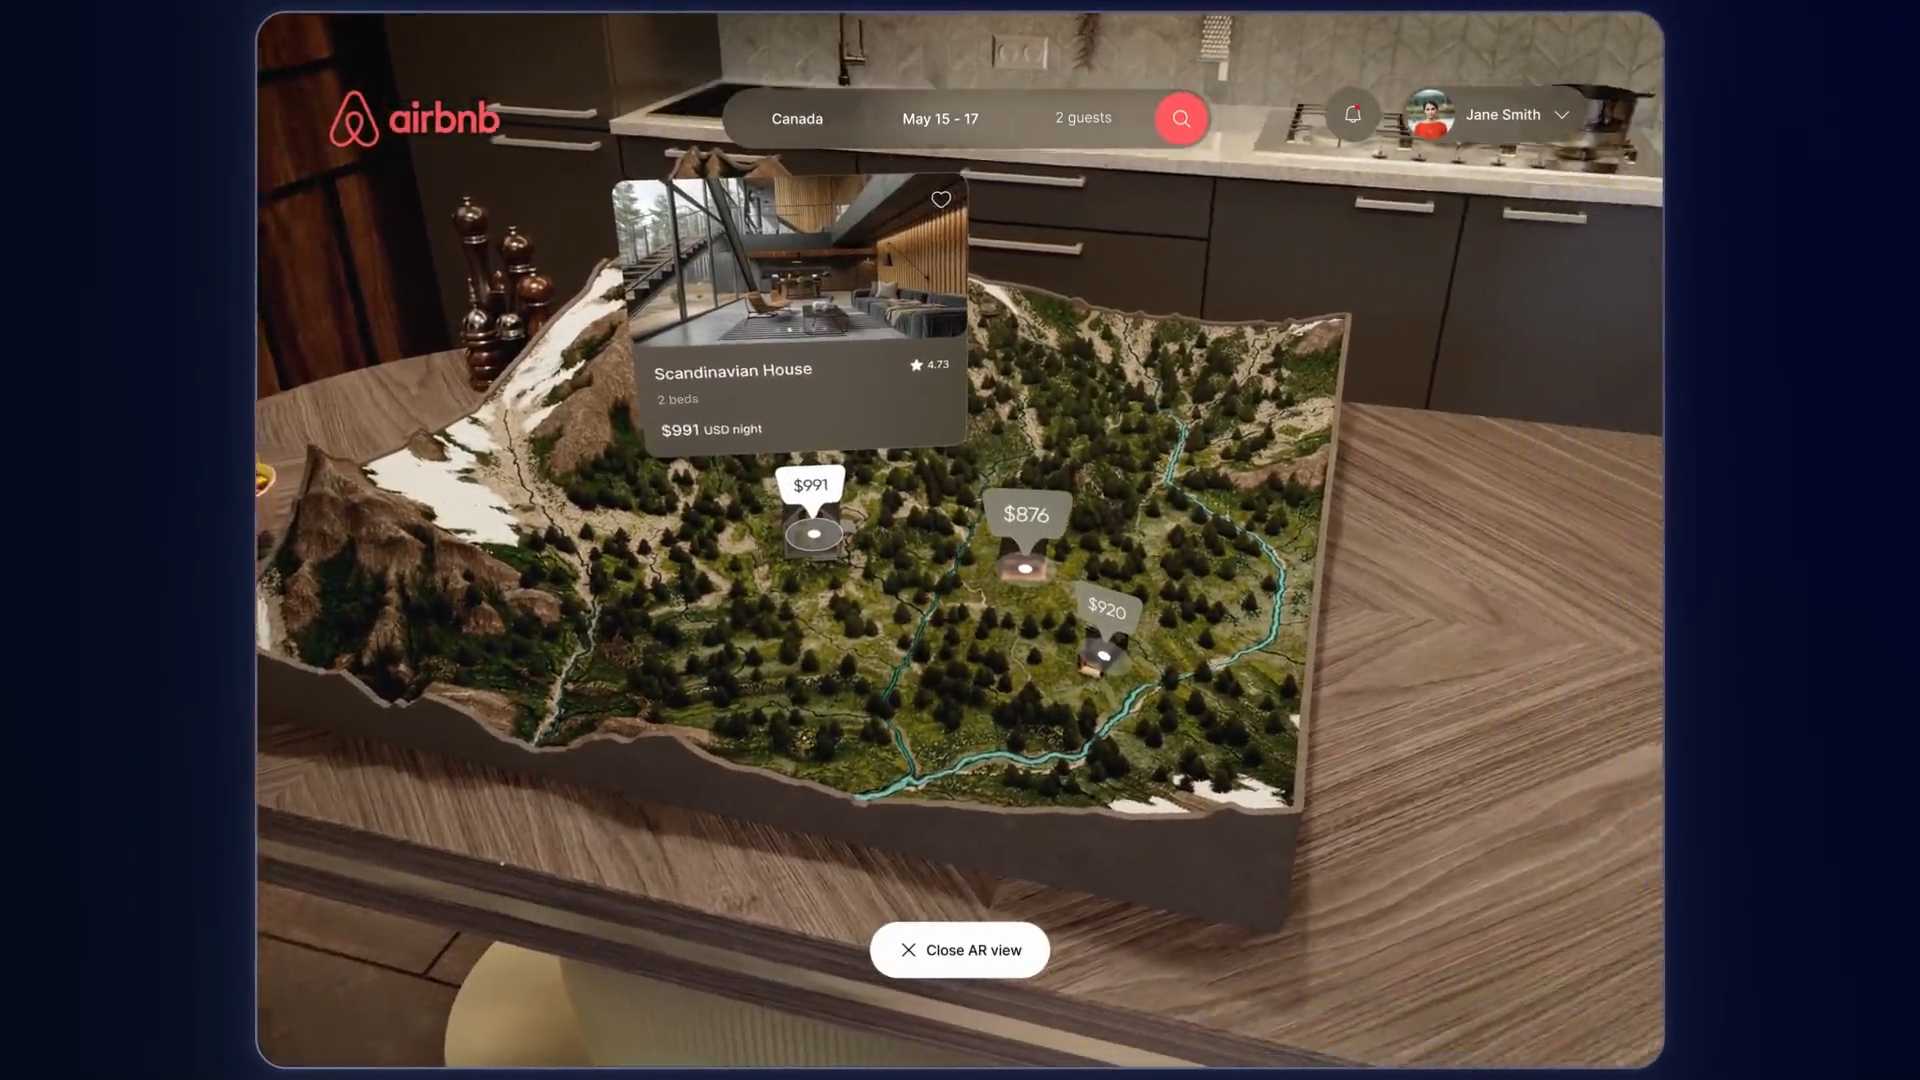 airbnb
Canada
May 15 - 17
2 guests
Jane Smith
Scandinavian House
4.73
2 beds
$991 USD night
$991
$876
$920
Close AR view